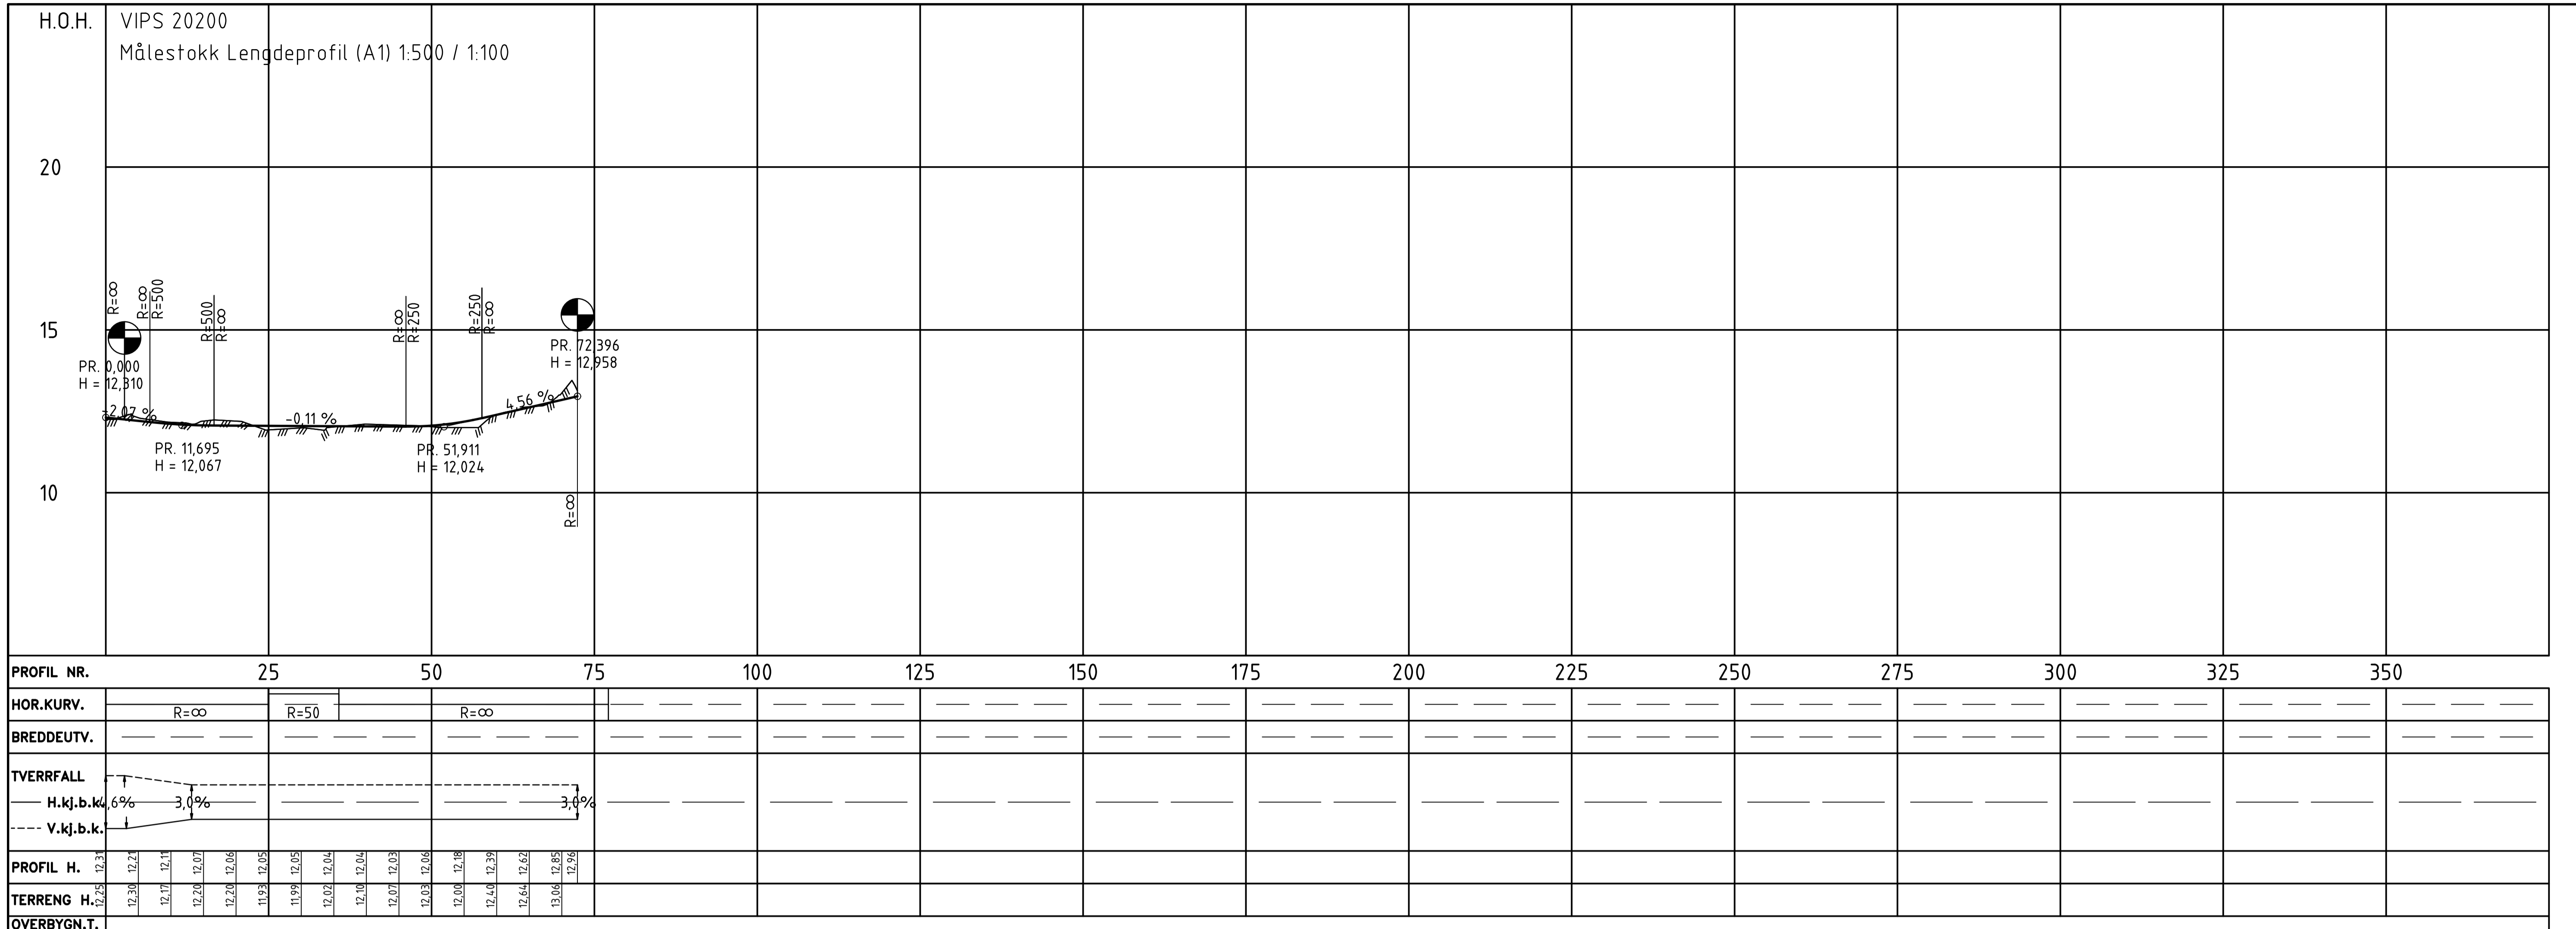 H.O.H.
VIPS 20200
Målestokk Lengdeprofil (A1) 1:500 / 1:100
20
15
10
R=∞
R=∞
R=500
R=500
R=∞
R=∞
R=250
R=250
R=∞
PR. 0,000
H = 12,310
PR. 72,396
H = 12,958
-2,07 %
-0,11 %
4,56 %
PR. 11,695
H = 12,067
PR. 51,911
H = 12,024
R=∞
PROFIL NR. 25 50 75 100 125 150 175 200 225 250 275 300 325 350
HOR.KURV. R=∞ R=50 R=∞
BREDDEUTV.
TVERRFALL
H.kj.b.k. 4,6% 3,0% 3,0%
V.kj.b.k.
PROFIL H. 12,31 12,21 12,11 12,07 12,06 12,05 12,05 12,04 12,04 12,03 12,06 12,18 12,39 12,62 12,85 12,96
TERRENG H. 12,25 12,30 12,17 12,20 12,20 11,93 11,99 12,02 12,10 12,07 12,03 12,00 12,40 12,64 13,06
OVERBYGN.T.